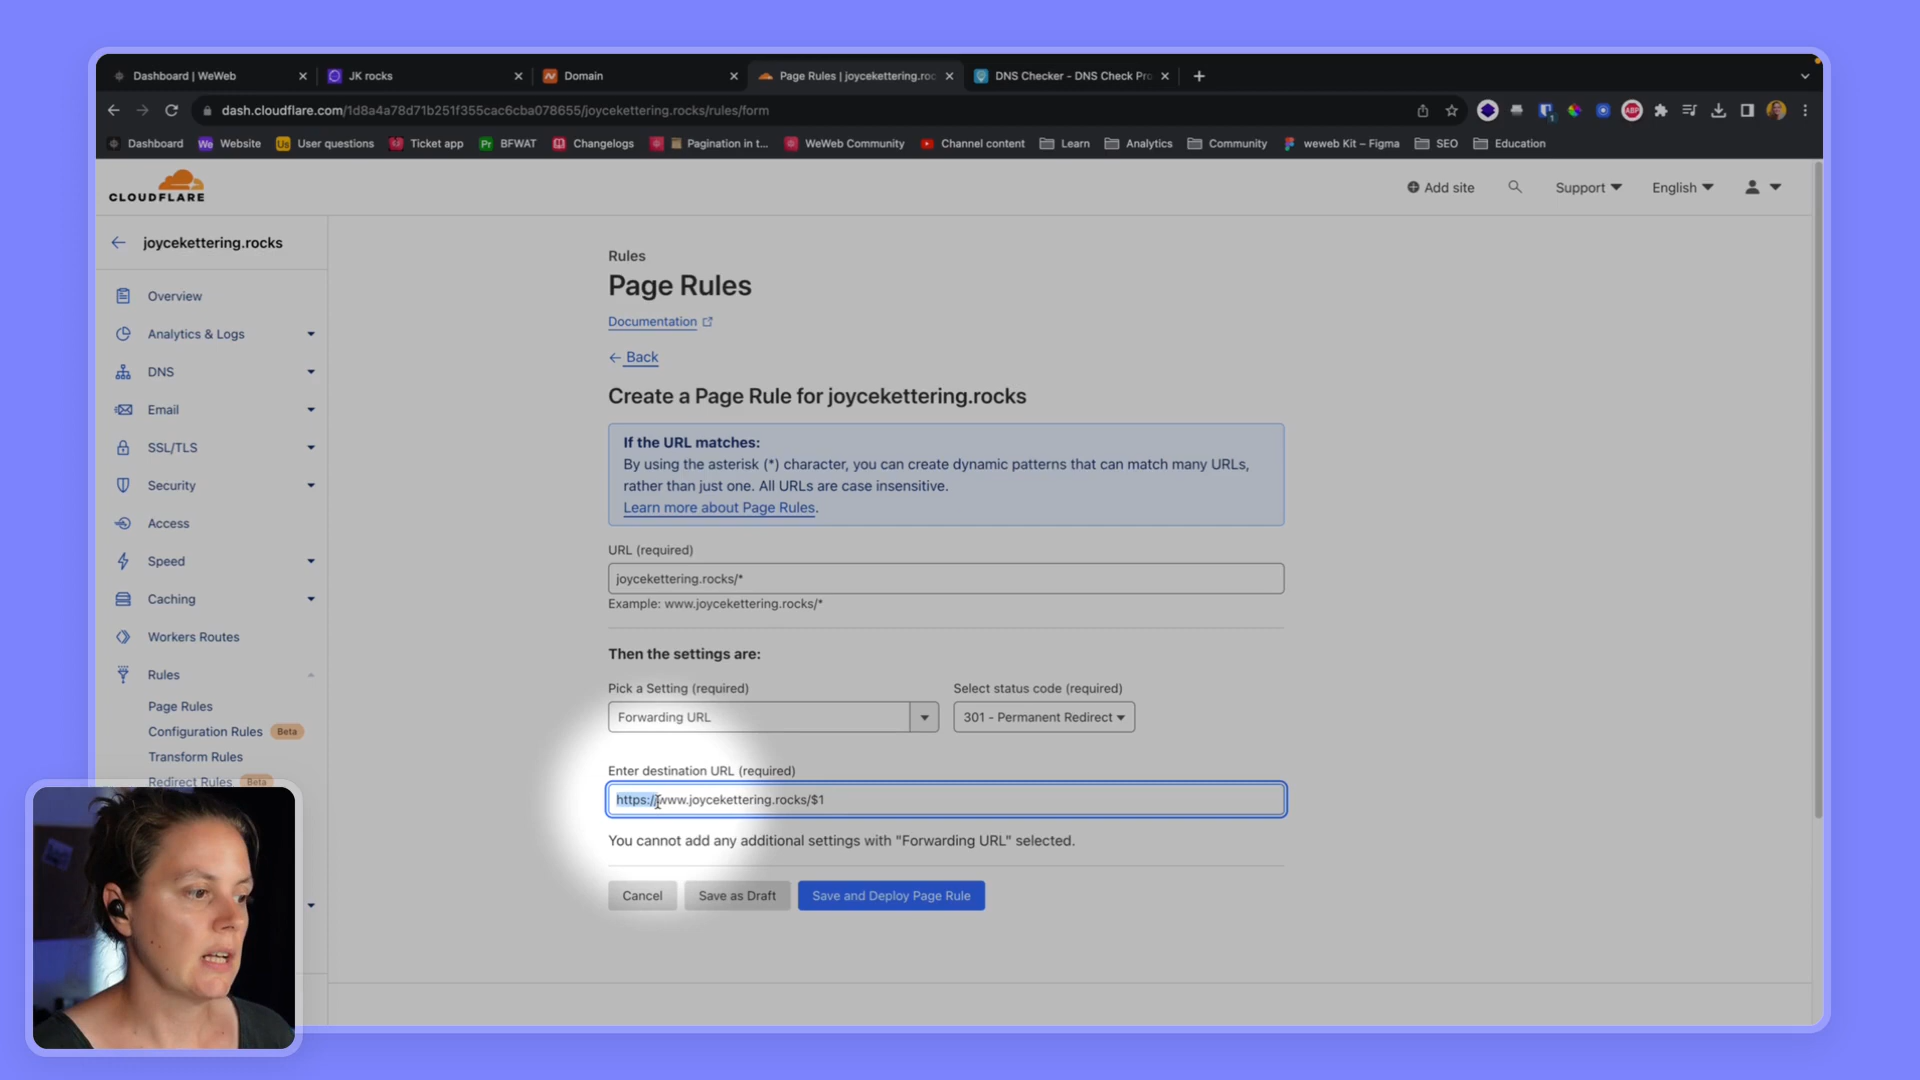 Dashboard | WeWeb
JK rocks
Domain
Page Rules | joycekettering.roc
DNS Checker - DNS Check Pro
dash.cloudflare.com/1d8a4a78d71b251f355cac6cba078655/joycekettering.rocks/rules/form
ABP
1
Dashboard
We Website
Us User questions
Ticket app
Pr BFWAT
Changelogs
Pagination in t...
WeWeb Community
Channel content
Learn
Analytics
Community
weweb Kit – Figma
SEO
Education
CLOUDFLARE
Add site
Support
English
joycekettering.rocks
Overview
Analytics & Logs
DNS
Email
SSL/TLS
Security
Access
Speed
Caching
Workers Routes
Rules
Page Rules
Configuration Rules Beta
Transform Rules
Redirect Rules Beta
Rules
Page Rules
Documentation
← Back
Create a Page Rule for joycekettering.rocks
If the URL matches:
By using the asterisk (*) character, you can create dynamic patterns that can match many URLs,
rather than just one. All URLs are case insensitive.
Learn more about Page Rules.
URL (required)
joycekettering.rocks/*
Example: www.joycekettering.rocks/*
Then the settings are:
Pick a Setting (required)
Select status code (required)
Forwarding URL
301 - Permanent Redirect
Enter destination URL (required)
https://www.joycekettering.rocks/$1
You cannot add any additional settings with "Forwarding URL" selected.
Cancel
Save as Draft
Save and Deploy Page Rule